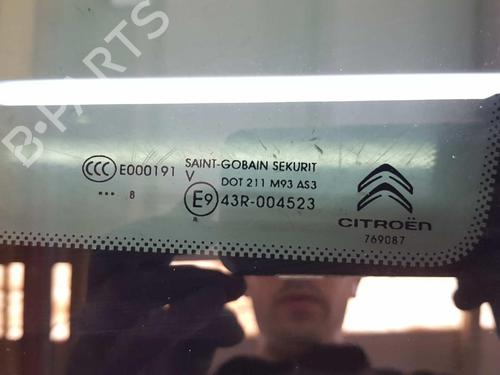 B-PARTS
CCC E000191 SAINT-GOBAIN SEKURIT
V DOT 211 M93 AS3
... 8
E9 43R-004523
CITROËN
769087